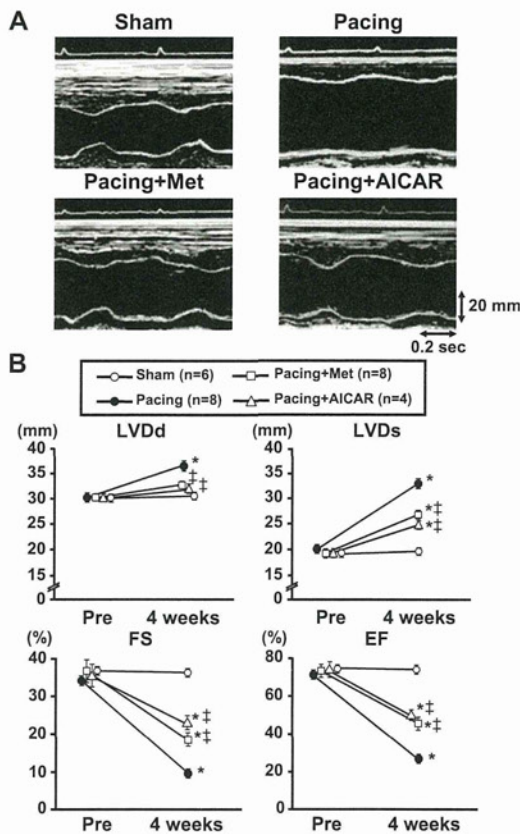 A
Sham Pacing
Pacing+Met Pacing+AICAR
20 mm
0.2 sec
B
Sham (n=6) Pacing+Met (n=8)
Pacing (n=8) Pacing+AICAR (n=4)
(mm) LVDd (mm) LVDs
40 40
35 * 35 *
30 ‡ ‡ 30
25 25 *‡
20 20 *‡
15 15
0 0
Pre 4 weeks Pre 4 weeks
(%) FS (%) EF
40 80
30 60
20 *‡ 40 *‡
*‡ *‡
10 * 20 *
0 0
Pre 4 weeks Pre 4 weeks